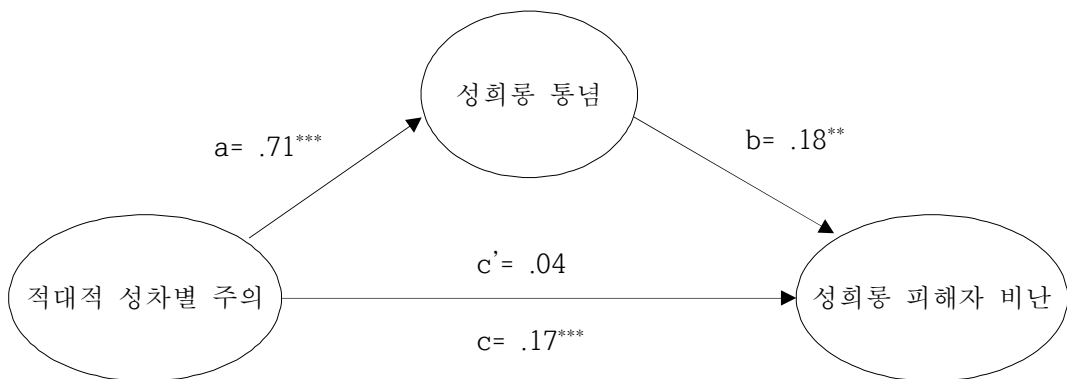 성희롱 통념
a= .71***
b= .18**
c’= .04
적대적 성차별 주의
성희롱 피해자 비난
c= .17***